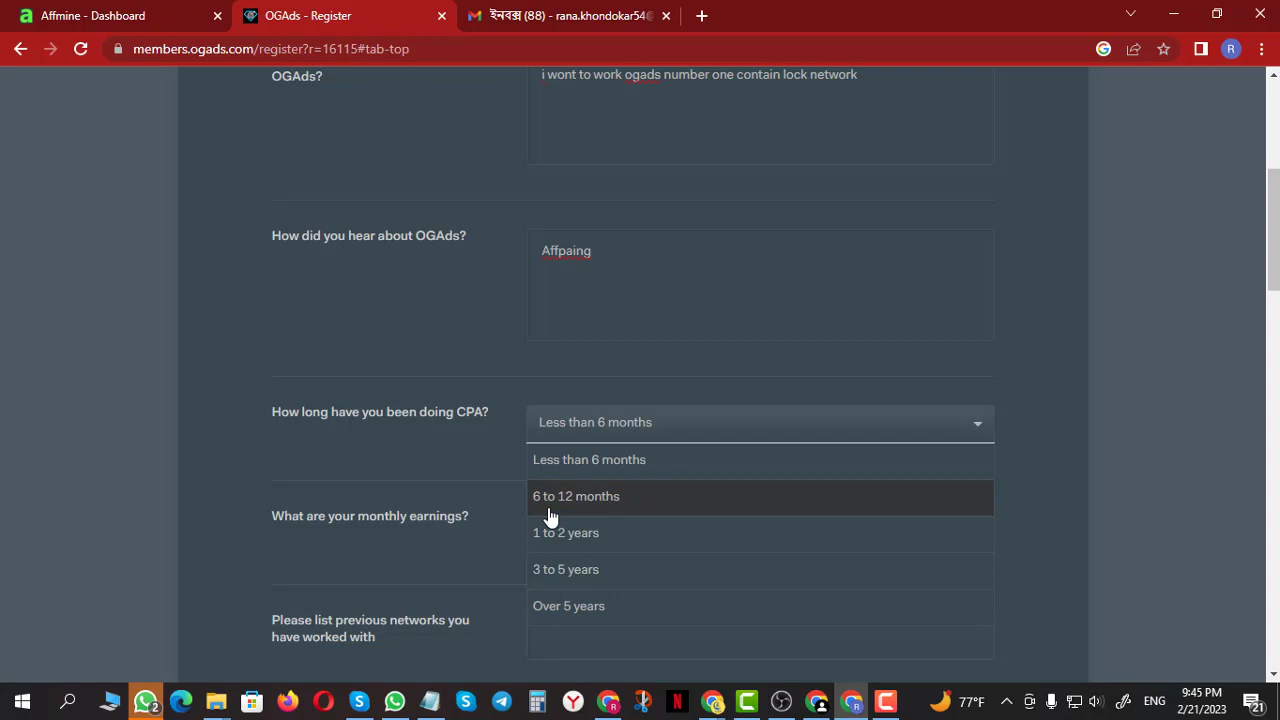 Affmine - Dashboard
OGAds - Register
ইনবক্স (88) - rana.khondokar54@
members.ogads.com/register?r=16115#tab-top
R
OGAds?
i wont to work ogads number one contain lock network
How did you hear about OGAds?
Affpaing
How long have you been doing CPA?
Less than 6 months
Less than 6 months
6 to 12 months
What are your monthly earnings?
1 to 2 years
3 to 5 years
Over 5 years
Please list previous networks you
have worked with
77°F
ENG
9:45 PM
2/21/2023
21